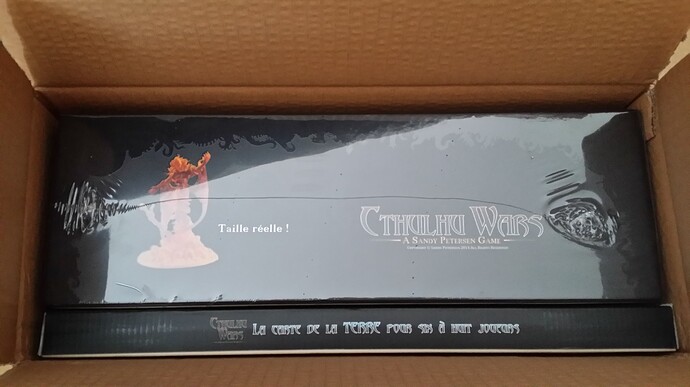 Taille réelle !
CTHULHU WARS
A SANDY PETERSEN GAME
CTHULHU
WARS
LA CARTE DE LA TERRE POUR SIX À HUIT JOUEURS